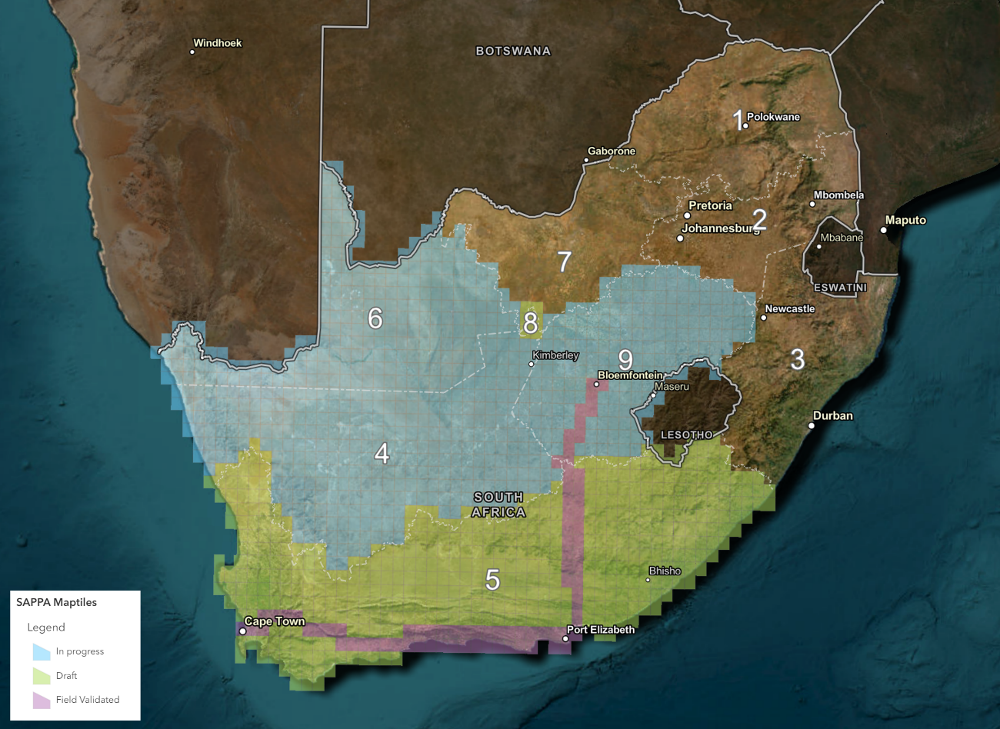 Windhoek
BOTSWANA
1
Polokwane
Gaborone
Mbombela
Pretoria
2
Johannesburg
Maputo
Mbabane
7
ESWATINI
6
8
Newcastle
Kimberley
9
3
Bloemfontein
Maseru
Durban
LESOTHO
4
SOUTH
AFRICA
5
Bhisho
Cape Town
Port Elizabeth
SAPPA Maptiles
Legend
In progress
Draft
Field Validated